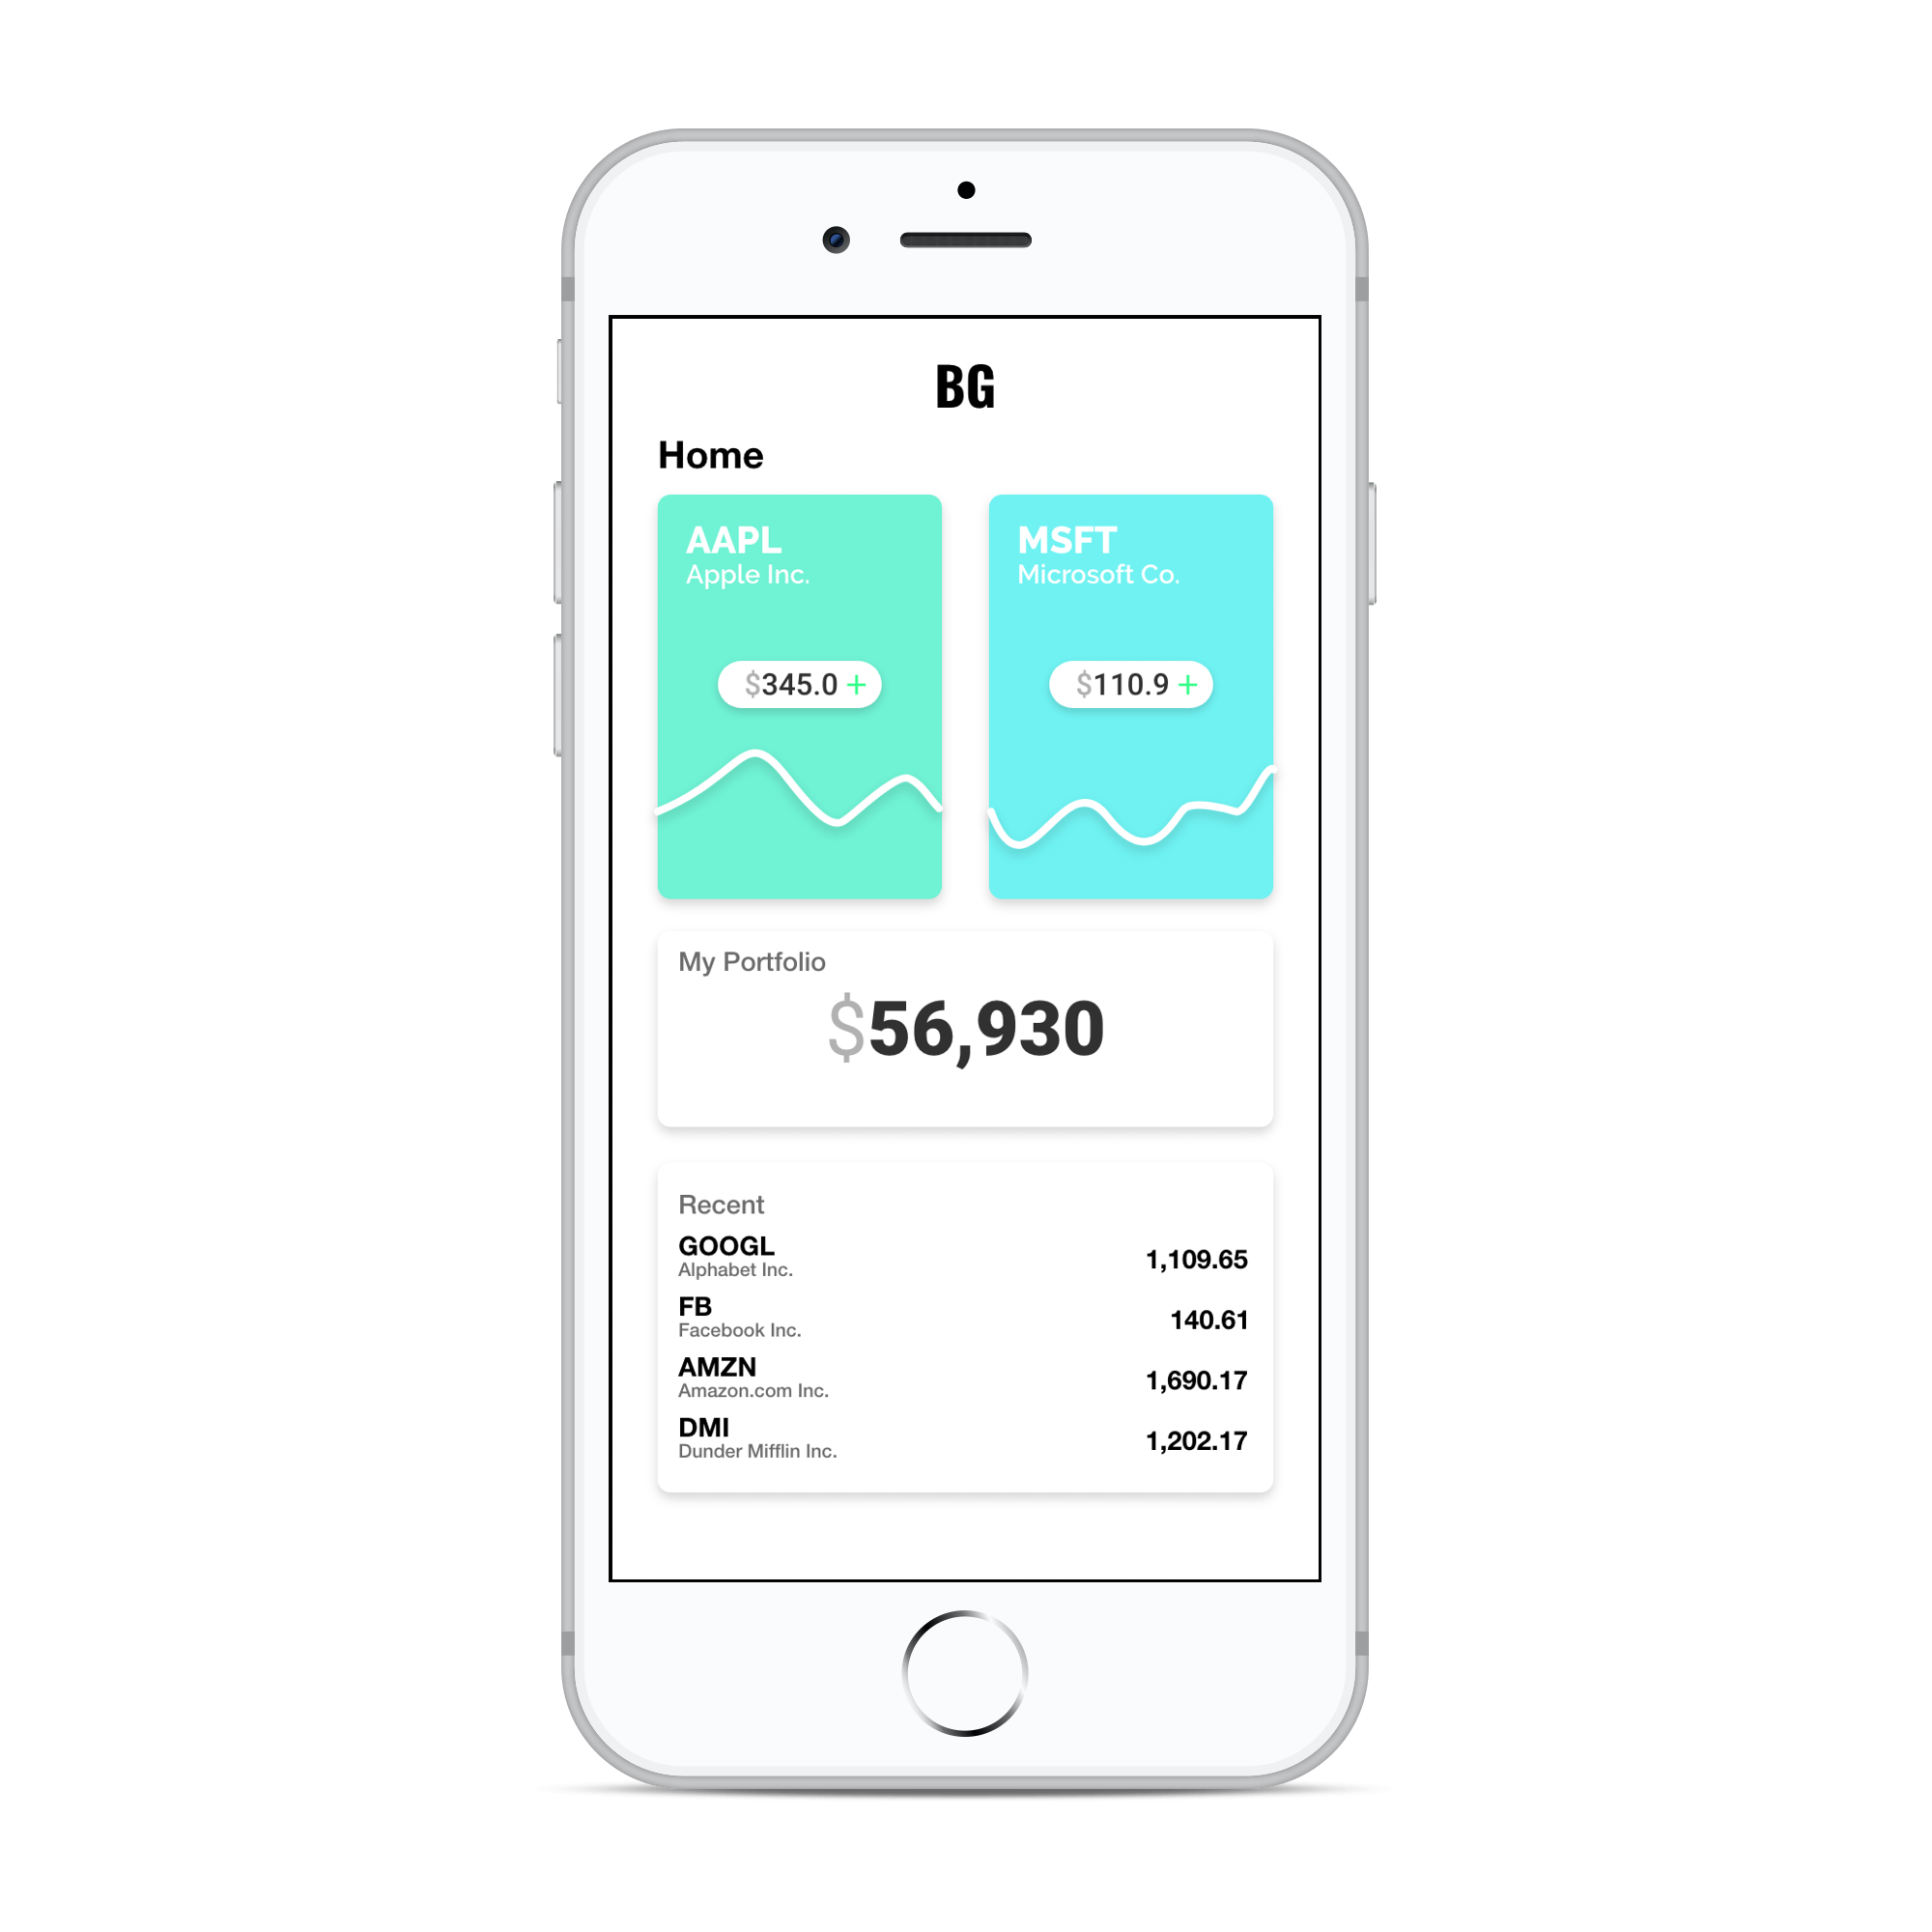 BG
Home
AAPL
Apple Inc.
$345.0 +
MSFT
Microsoft Co.
$110.9 +
My Portfolio
$56,930
Recent
GOOGL
Alphabet Inc.
1,109.65
FB
Facebook Inc.
140.61
AMZN
Amazon.com Inc.
1,690.17
DMI
Dunder Mifflin Inc.
1,202.17